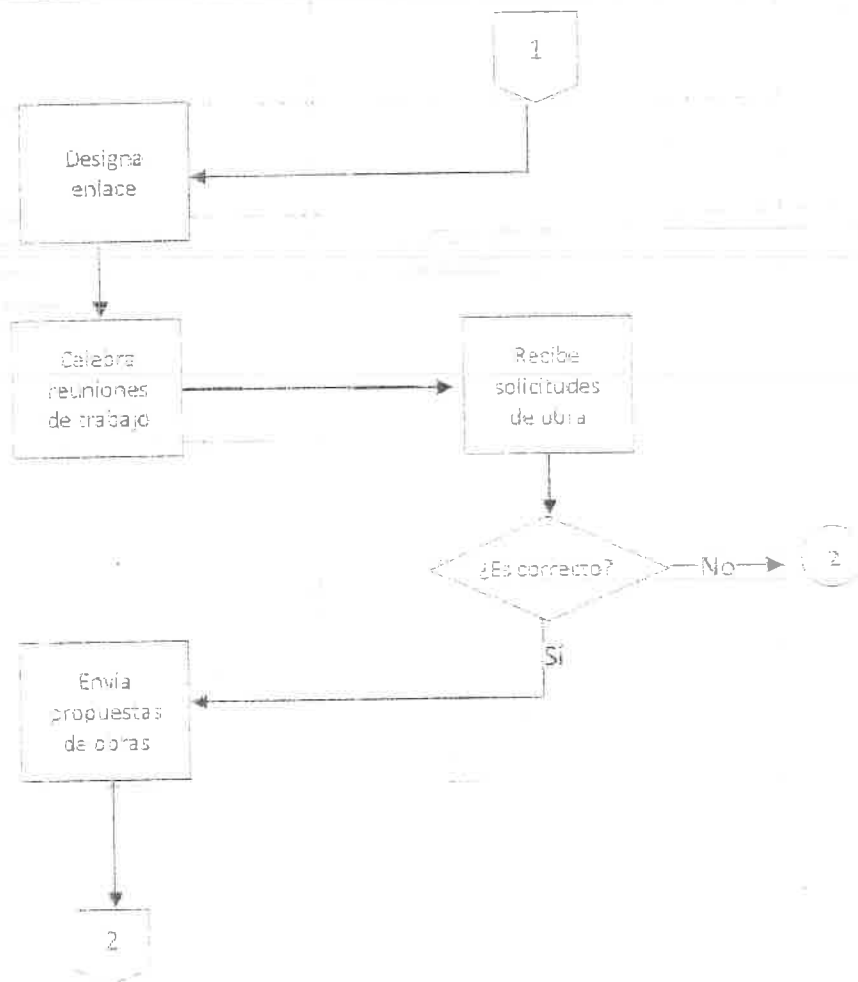 1
Designa
enlace
Celebra
reuniones
de trabajo
Recibe
solicitudes
de obra
¿Es correcto?
No
2
Sí
Envía
propuestas
de obras
2